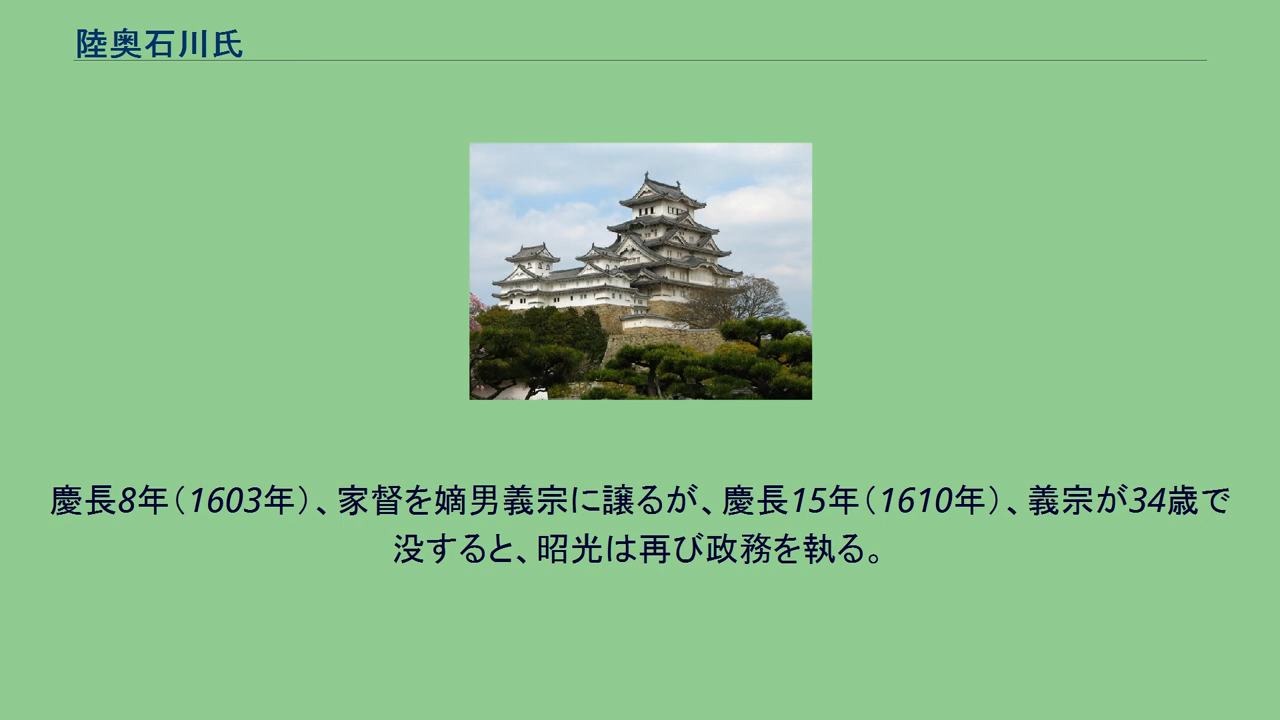 陸奥石川氏
慶長8年（1603年）、家督を嫡男義宗に譲るが、慶長15年（1610年）、義宗が34歳で
没すると、昭光は再び政務を執る。